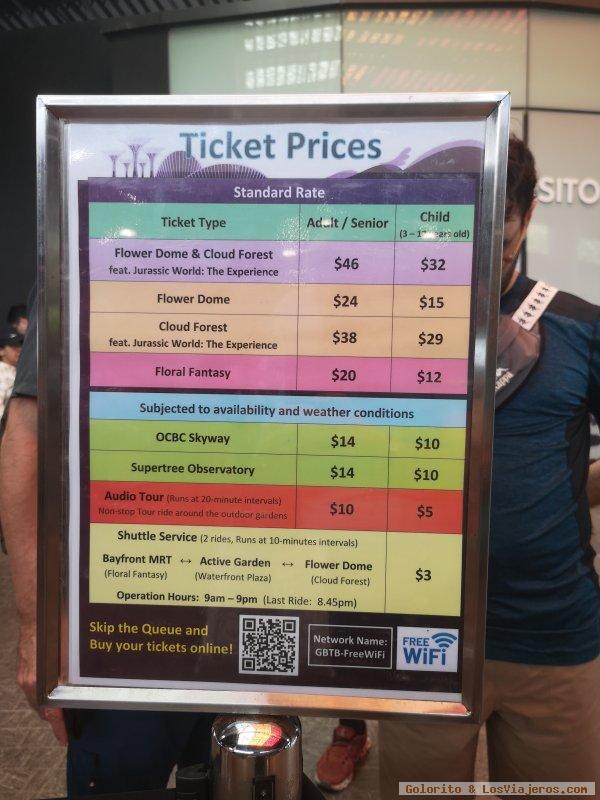 Ticket Prices
Standard Rate
Ticket Type Adult / Senior Child
(3 – 12 years old)
Flower Dome & Cloud Forest
feat. Jurassic World: The Experience
$46 $32
Flower Dome $24 $15
Cloud Forest
feat. Jurassic World: The Experience
$38 $29
Floral Fantasy $20 $12
Subjected to availability and weather conditions
OCBC Skyway $14 $10
Supertree Observatory $14 $10
Audio Tour (Runs at 20-minute intervals)
Non-stop Tour ride around the outdoor gardens
$10 $5
Shuttle Service (2 rides, Runs at 10-minutes intervals)
Bayfront MRT ↔ Active Garden ↔ Flower Dome
(Floral Fantasy) (Waterfront Plaza) (Cloud Forest)
$3
Operation Hours: 9am – 9pm (Last Ride: 8.45pm)
Skip the Queue and
Buy your tickets online!
Network Name:
GBTB-FreeWiFi
FREE
WiFi
SITO
Golorito & LosViajeros.com